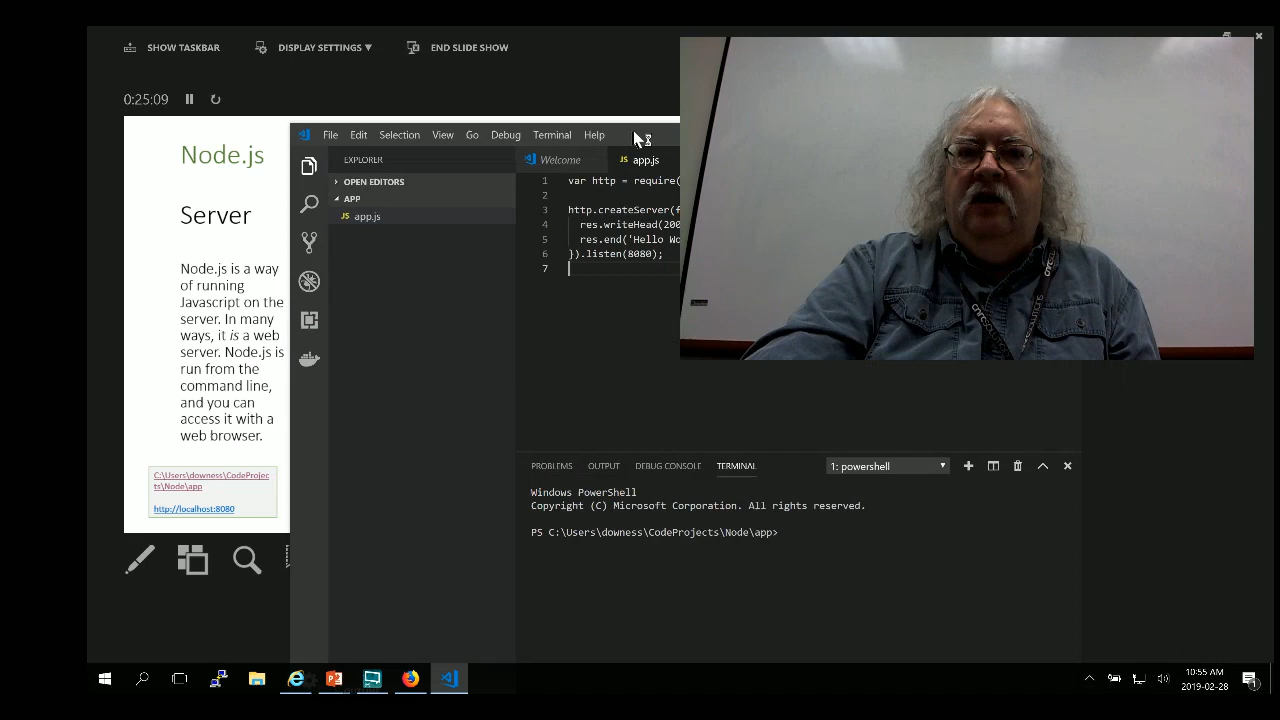 SHOW TASKBAR
DISPLAY SETTINGS ▼
END SLIDE SHOW
0:25:09
Node.js
Server
Node.js is a way
of running
Javascript on the
server. In many
ways, it is a web
server. Node.js is
run from the
command line,
and you can
access it with a
web browser.
C:\Users\downess\CodeProjec
ts\Node\app
http://localhost:8080
File Edit Selection View Go Debug Terminal Help
EXPLORER
OPEN EDITORS
APP
JS app.js
Welcome
JS app.js
1 var http = require(
2
3 http.createServer(f
4 res.writeHead(200
5 res.end('Hello Wo
6 }).listen(8080);
7
PROBLEMS OUTPUT DEBUG CONSOLE TERMINAL
1: powershell
Windows PowerShell
Copyright (C) Microsoft Corporation. All rights reserved.
PS C:\Users\downess\CodeProjects\Node\app>
10:55 AM
2019-02-28
1